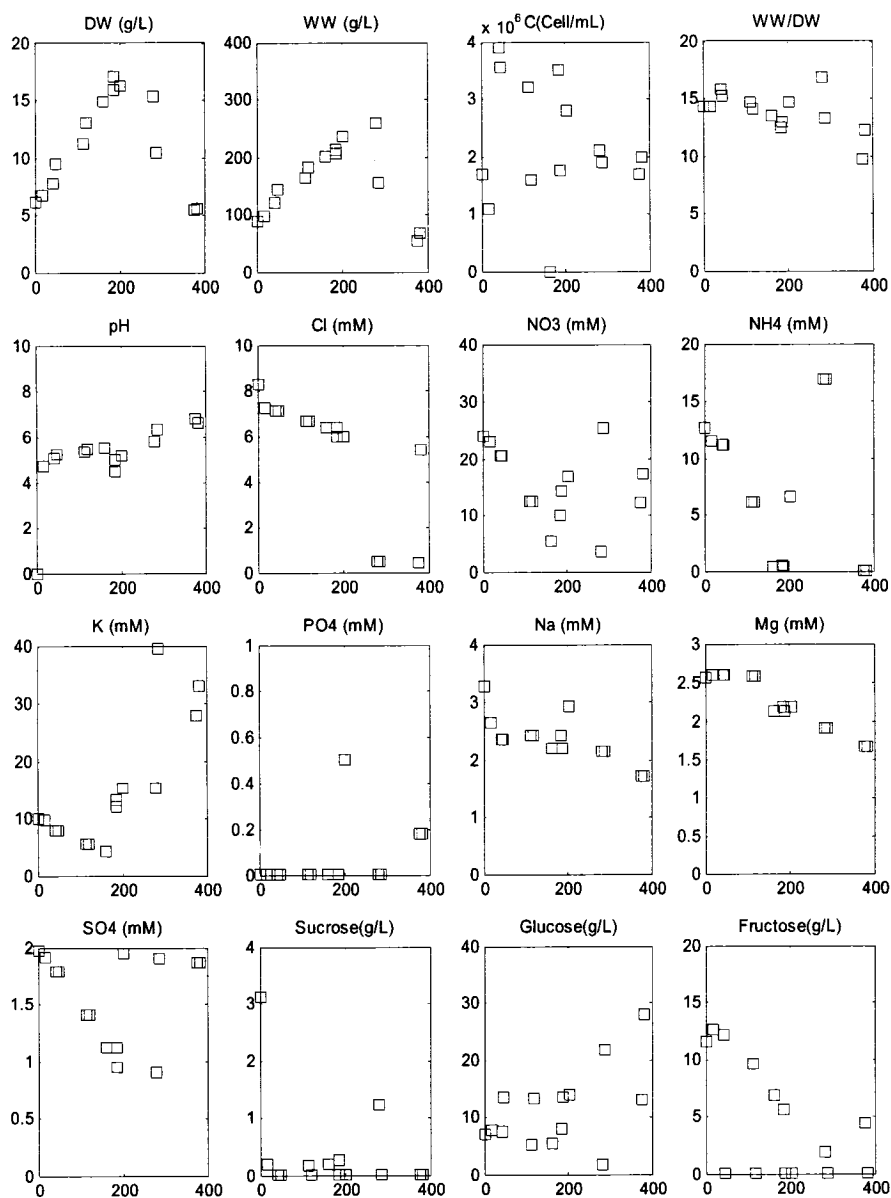 DW (g/L) WW (g/L) × 10⁶ C(Cell/mL) WW/DW
20 400 4 20
15 300 3 15
10 200 2 10
5 100 1 5
0 0 0 0
0 200 400 0 200 400 0 200 400 0 200 400
pH Cl (mM) NO3 (mM) NH4 (mM)
10 10 40 20
8 8 30 15
6 6 20 10
4 4 10 5
2 2
0 0 0 0
0 200 400 0 200 400 0 200 400 0 200 400
K (mM) PO4 (mM) Na (mM) Mg (mM)
40 1 4 3
30 0.8 3 2.5
20 0.6 2 2
10 0.4 1 1.5
0 0.2 0 1
0 0.5
0
0 200 400 0 200 400 0 200 400 0 200 400
SO4 (mM) Sucrose(g/L) Glucose(g/L) Fructose(g/L)
2 4 40 20
1.5 3 30 15
1 2 20 10
0.5 1 10 5
0 0 0 0
0 200 400 0 200 400 0 200 400 0 200 400